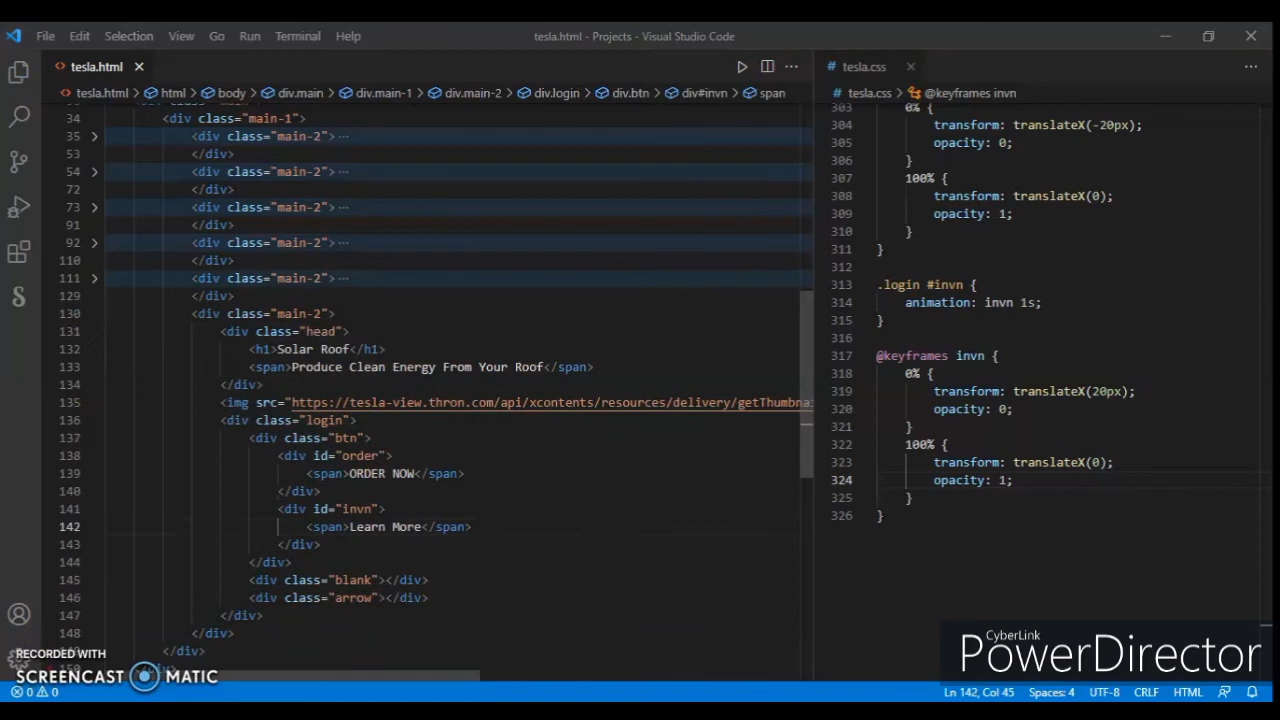 File Edit Selection View Go Run Terminal Help tesla.html - Projects - Visual Studio Code
tesla.html
tesla.html > html > body > div.main > div.main-1 > div.main-2 > div.login > div.btn > div#invn > span
34 <div class="main-1">
35 > <div class="main-2"> ···
53 </div>
54 > <div class="main-2"> ···
72 </div>
73 > <div class="main-2"> ···
91 </div>
92 > <div class="main-2"> ···
110 </div>
111 > <div class="main-2"> ···
129 </div>
130 <div class="main-2">
131 <div class="head">
132 <h1>Solar Roof</h1>
133 <span>Produce Clean Energy From Your Roof</span>
134 </div>
135 <img src="https://tesla-view.thron.com/api/xcontents/resources/delivery/getThumbna
136 <div class="login">
137 <div class="btn">
138 <div id="order">
139 <span>ORDER NOW</span>
140 </div>
141 <div id="invn">
142 <span>Learn More</span>
143 </div>
144 </div>
145 <div class="blank"></div>
146 <div class="arrow"></div>
147 </div>
148 </div>
</div>
150
# tesla.css
# tesla.css > @keyframes invn
303 0% {
304 transform: translateX(-20px);
305 opacity: 0;
306 }
307 100% {
308 transform: translateX(0);
309 opacity: 1;
310 }
311 }
312
313 .login #invn {
314 animation: invn 1s;
315 }
316
317 @keyframes invn {
318 0% {
319 transform: translateX(20px);
320 opacity: 0;
321 }
322 100% {
323 transform: translateX(0);
324 opacity: 1;
325 }
326 }
RECORDED WITH
SCREENCAST MATIC
CyberLink
PowerDirector
0 0 Ln 142, Col 45 Spaces: 4 UTF-8 CRLF HTML